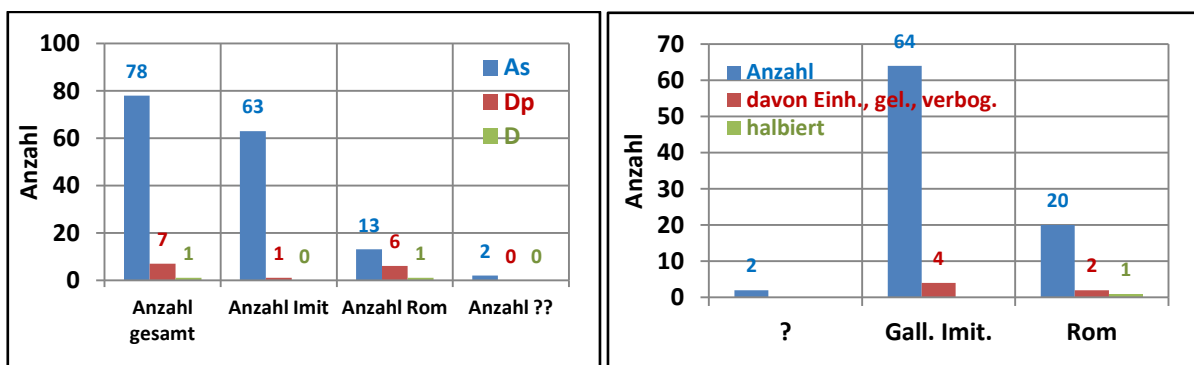 100
80
60
40
20
0
Anzahl
78
7
1
63
1
0
13
6
1
2
0
0
As
Dp
D
Anzahl gesamt
Anzahl Imit
Anzahl Rom
Anzahl ??
70
60
50
40
30
20
10
0
Anzahl
Anzahl
davon Einh., gel., verbog.
halbiert
2
64
4
20
2
1
?
Gall. Imit.
Rom